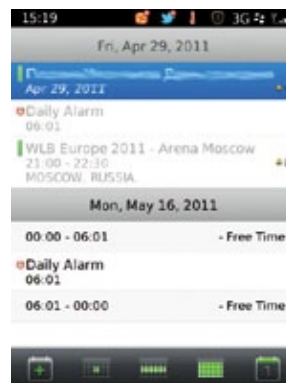 15:19 3G
Fri, Apr 29, 2011
Apr 29, 2011
Daily Alarm
06:01
WLB Europe 2011 - Arena Moscow
21:00 - 22:30
MOSCOW, RUSSIA.
Mon, May 16, 2011
00:00 - 06:01 - Free Time
Daily Alarm
06:01
06:01 - 00:00 - Free Time